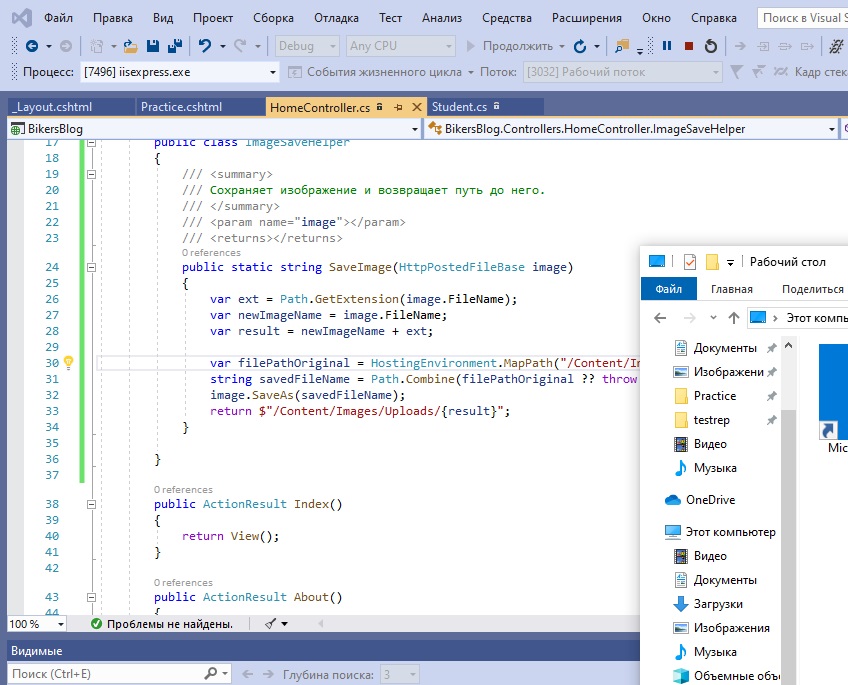 Файл Правка Вид Проект Сборка Отладка Тест Анализ Средства Расширения Окно Справка Поиск в Visual S
Debug Any CPU Продолжить
Процесс: [7496] iisexpress.exe События жизненного цикла Поток: [3032] Рабочий поток Кадр стек
_Layout.cshtml Practice.cshtml HomeController.cs Student.cs
BikersBlog BikersBlog.Controllers.HomeController.ImageSaveHelper
17 public class ImageSaveHelper
18 {
19 /// <summary>
20 /// Сохраняет изображение и возвращает путь до него.
21 /// </summary>
22 /// <param name="image"></param>
23 /// <returns></returns>
0 references
24 public static string SaveImage(HttpPostedFileBase image)
25 {
26 var ext = Path.GetExtension(image.FileName);
27 var newImageName = image.FileName;
28 var result = newImageName + ext;
29
30 var filePathOriginal = HostingEnvironment.MapPath("/Content/Im
31 string savedFileName = Path.Combine(filePathOriginal ?? throw
32 image.SaveAs(savedFileName);
33 return $"/Content/Images/Uploads/{result}";
34 }
35
36 }
37
0 references
38 public ActionResult Index()
39 {
40 return View();
41 }
42
0 references
43 public ActionResult About()
44 {
100 % Проблемы не найдены.
Видимые
Поиск (Ctrl+E) Глубина поиска: 3
Рабочий стол
Файл Главная Поделиться
Этот компь
Документы
Изображени
Practice
testrep
Видео
Музыка
OneDrive
Этот компьютер
Видео
Документы
Загрузки
Изображения
Музыка
Объемные объ
Mic